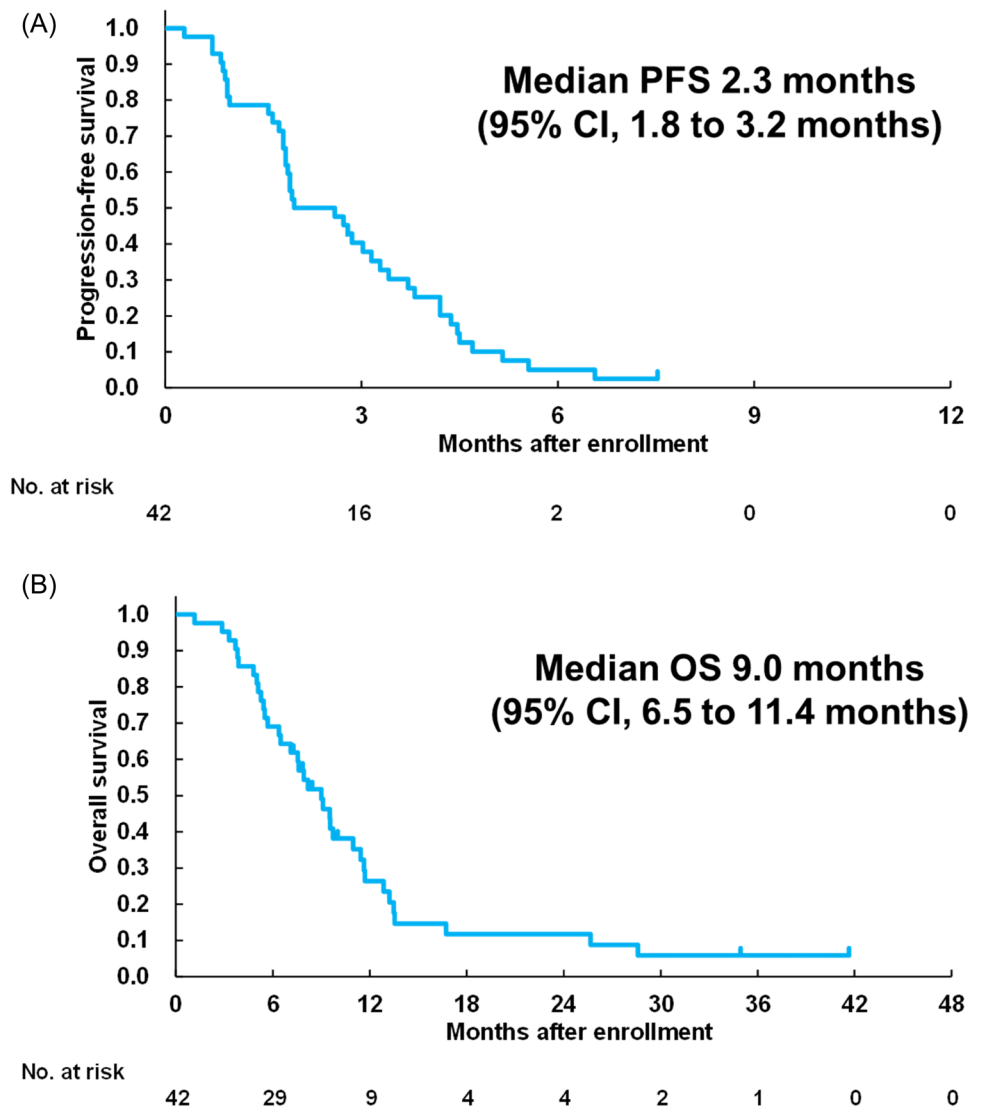 (A)
Median PFS 2.3 months
(95% CI, 1.8 to 3.2 months)
Progression-free survival
1.0
0.9
0.8
0.7
0.6
0.5
0.4
0.3
0.2
0.1
0.0
0 3 6 9 12
Months after enrollment
No. at risk
42 16 2 0 0
(B)
Median OS 9.0 months
(95% CI, 6.5 to 11.4 months)
Overall survival
1.0
0.9
0.8
0.7
0.6
0.5
0.4
0.3
0.2
0.1
0.0
0 6 12 18 24 30 36 42 48
Months after enrollment
No. at risk
42 29 9 4 4 2 1 0 0